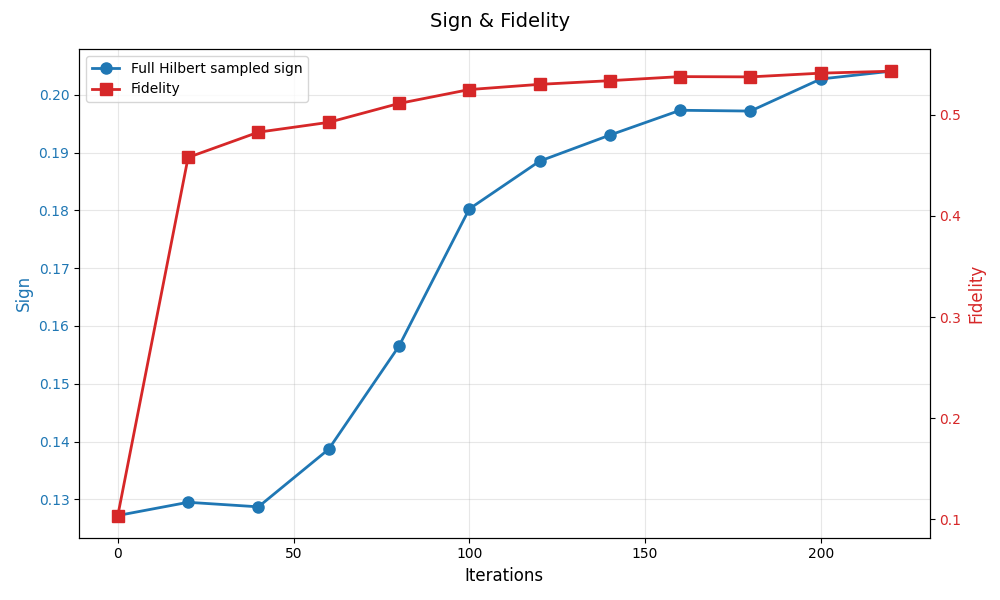 Sign & Fidelity
Full Hilbert sampled sign
Fidelity
0.20
0.19
0.18
0.17
0.16
0.15
0.14
0.13
Sign
0.5
0.4
0.3
0.2
0.1
Fidelity
0 50 100 150 200
Iterations